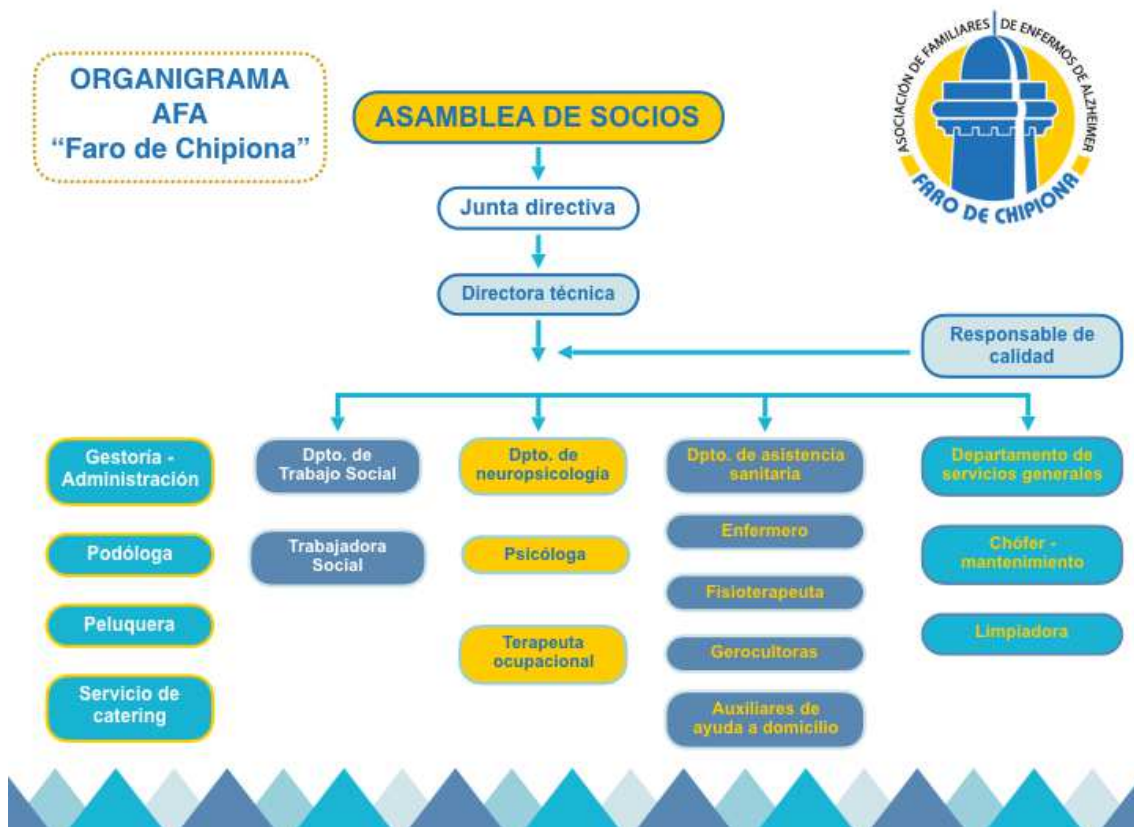 ORGANIGRAMA
AFA
“Faro de Chipiona”
ASAMBLEA DE SOCIOS
ASOCIACIÓN DE FAMILIARES DE ENFERMOS DE ALZHEIMER
FARO DE CHIPIONA
Junta directiva
Directora técnica
Responsable de
calidad
Gestoría -
Administración
Podóloga
Peluquera
Servicio de
catering
Dpto. de
Trabajo Social
Trabajadora
Social
Dpto. de
neuropsicología
Psicóloga
Terapeuta
ocupacional
Dpto. de asistencia
sanitaria
Enfermero
Fisioterapeuta
Gerocultoras
Auxiliares de
ayuda a domicilio
Departamento de
servicios generales
Chófer -
mantenimiento
Limpiadora